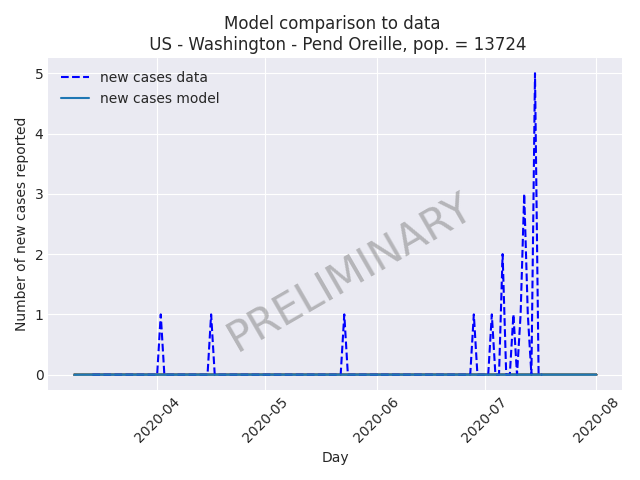 Model comparison to data
US - Washington - Pend Oreille, pop. = 13724
new cases data
new cases model
Number of new cases reported
5
4
3
2
1
0
PRELIMINARY
2020-04
2020-05
2020-06
2020-07
2020-08
Day